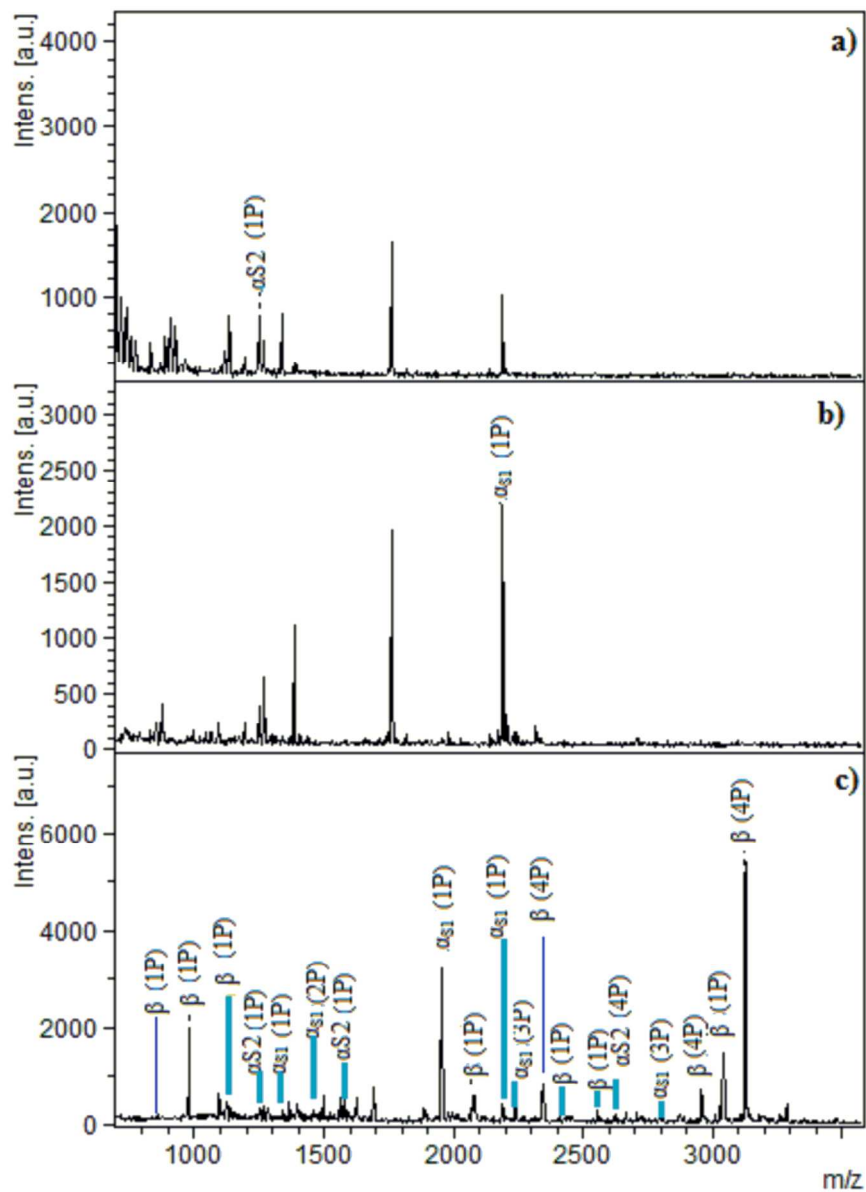 a)
Intens. [a.u.]
4000
3000
2000
1000
αS2 (1P)
b)
Intens. [a.u.]
3000
2500
2000
1500
1000
500
0
αS1 (1P)
c)
Intens. [a.u.]
6000
4000
2000
0
β (1P)
β (1P)
β (1P)
αS2 (1P)
αS1 (1P)
αS1 (2P)
αS2 (1P)
αS1 (1P)
β (1P)
αS1 (1P)
αS1 (3P)
β (4P)
β (1P)
β (1P)
αS2 (4P)
αS1 (3P)
β (4P)
β (1P)
β (4P)
1000 1500 2000 2500 3000
m/z